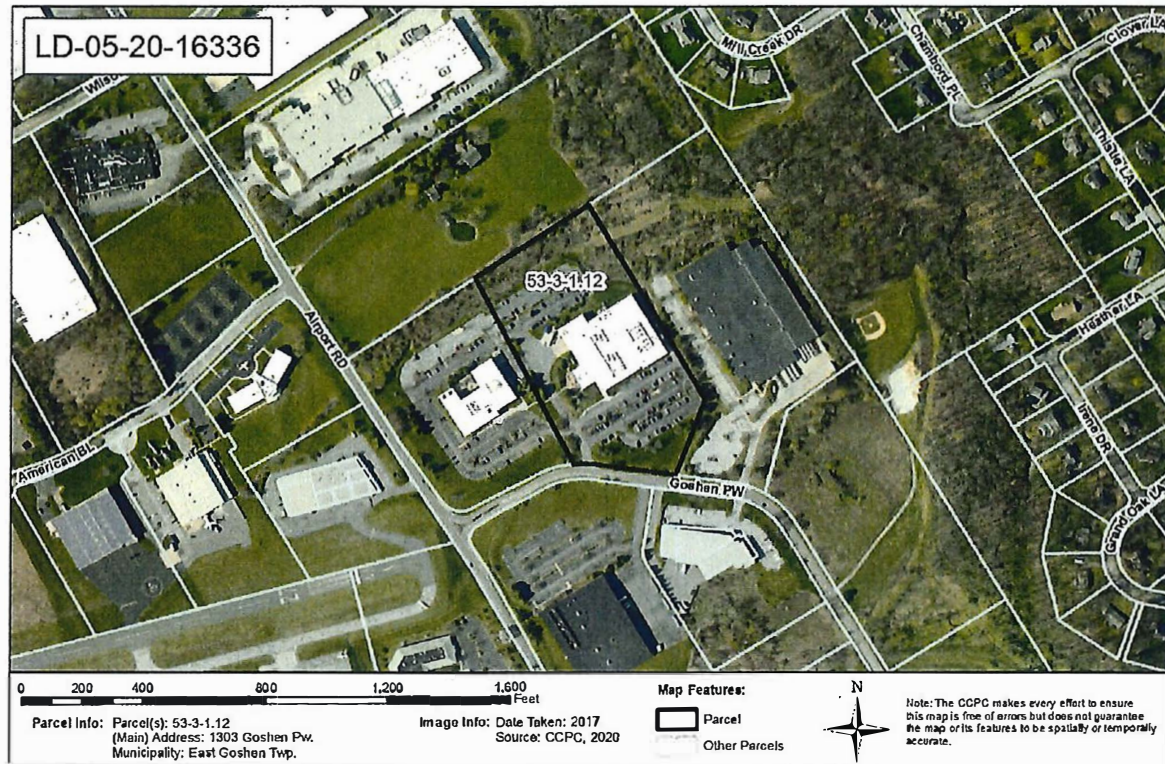 LD-05-20-16336
Mill Creek DR
Chambord PL
Clover LA
Thistle LA
Airport RD
53-3-1.12
Heather LA
Irene DR
American BL
Goshen PW
Grand Oak LA
0 200 400 800 1,200 1,600
Feet
Parcel Info: Parcel(s): 53-3-1.12
(Main) Address: 1303 Goshen Pw.
Municipality: East Goshen Twp.
Image Info: Date Taken: 2017
Source: CCPC, 2020
Map Features:
Parcel
Other Parcels
N
Note: The CCPC makes every effort to ensure
this map is free of errors but does not guarantee
the map or its features to be spatially or temporally
accurate.